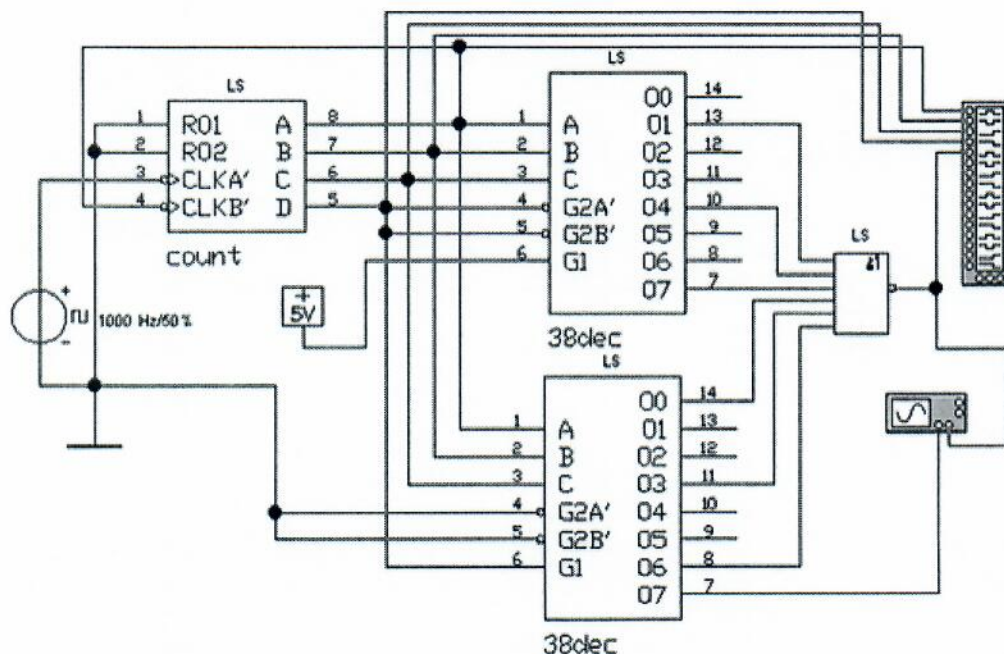 LS
1 RO1 A 8
2 RO2 B 7
3 CLKA' C 6
4 CLKB' D 5
count
1000 Hz/50%
+
-
+
5V
LS
O0 14
1 A O1 13
2 B O2 12
3 C O3 11
4 G2A' O4 10
5 G2B' O5 9
6 G1 O6 8
O7 7
38dec
LS
LS
O0 14
1 A O1 13
2 B O2 12
3 C O3 11
4 G2A' O4 10
5 G2B' O5 9
6 G1 O6 8
O7 7
38dec